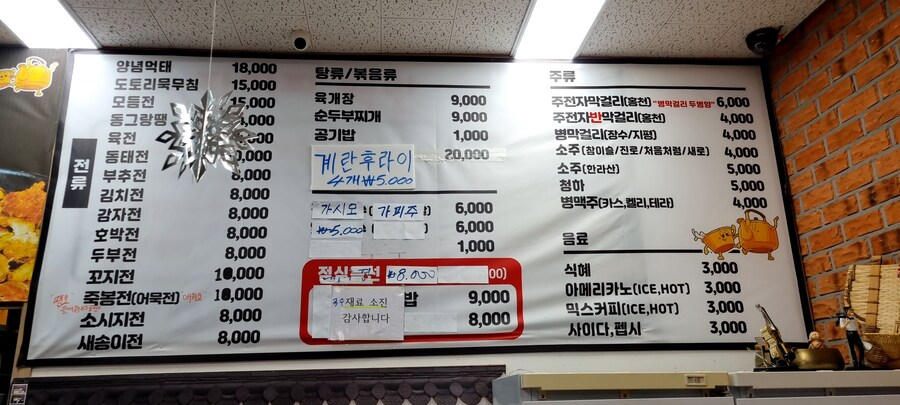 양념먹태 18,000
도토리묵무침 15,000
모듬전 15,000
동그랑땡
육전
동태전
부추전 8,000
김치전 8,000
감자전 8,000
호박전 8,000
두부전 8,000
꼬지전 10,000
죽봉전(어묵전) 10,000
소시지전 8,000
새송이전 8,000
전류
탕류/볶음류
육개장 9,000
순두부찌개 9,000
공기밥 1,000
20,000
계란후라이
4개₩5,000
가시오 가피주 6,000
₩5,000 6,000
1,000
₩8,000 00)
재료 소진 밥 9,000
감사합니다 8,000
주류
주전자막걸리(홍천) "병막걸리 두병양" 6,000
주전자반막걸리(홍천) 4,000
병막걸리(장수/지평) 4,000
소주(참이슬/진로/처음처럼/새로) 4,000
소주(한라산) 5,000
청하 5,000
병맥주(카스,켈리,테라) 4,000
음료
식혜 3,000
아메리카노(ICE,HOT) 3,000
믹스커피(ICE,HOT) 3,000
사이다,펩시 3,000